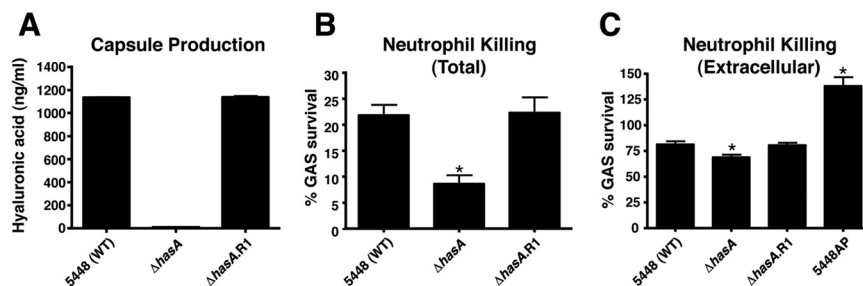 A
Capsule Production
Hyaluronic acid (ng/ml)
1400
1200
1000
800
600
400
200
0
5448 (WT)
ΔhasA
ΔhasA.R1
B
Neutrophil Killing
(Total)
% GAS survival
30
25
20
15
10
5
0
*
5448 (WT)
ΔhasA
ΔhasA.R1
C
Neutrophil Killing
(Extracellular)
% GAS survival
150
125
100
75
50
25
0
*
*
5448 (WT)
ΔhasA
ΔhasA.R1
5448AP